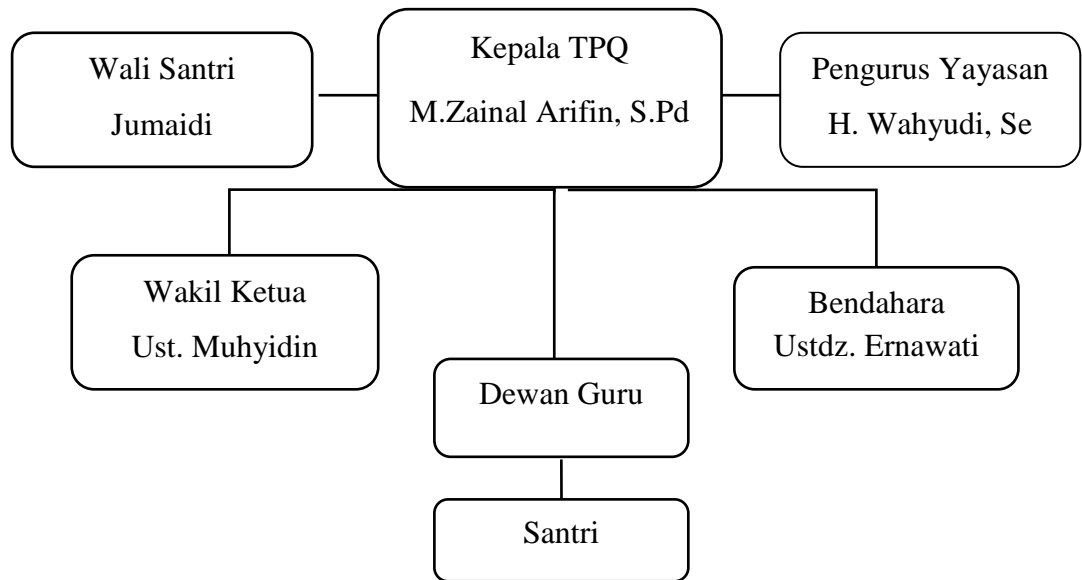 Wali Santri
Jumaidi
Kepala TPQ
M.Zainal Arifin, S.Pd
Pengurus Yayasan
H. Wahyudi, Se
Wakil Ketua
Ust. Muhyidin
Bendahara
Ustdz. Ernawati
Dewan Guru
Santri